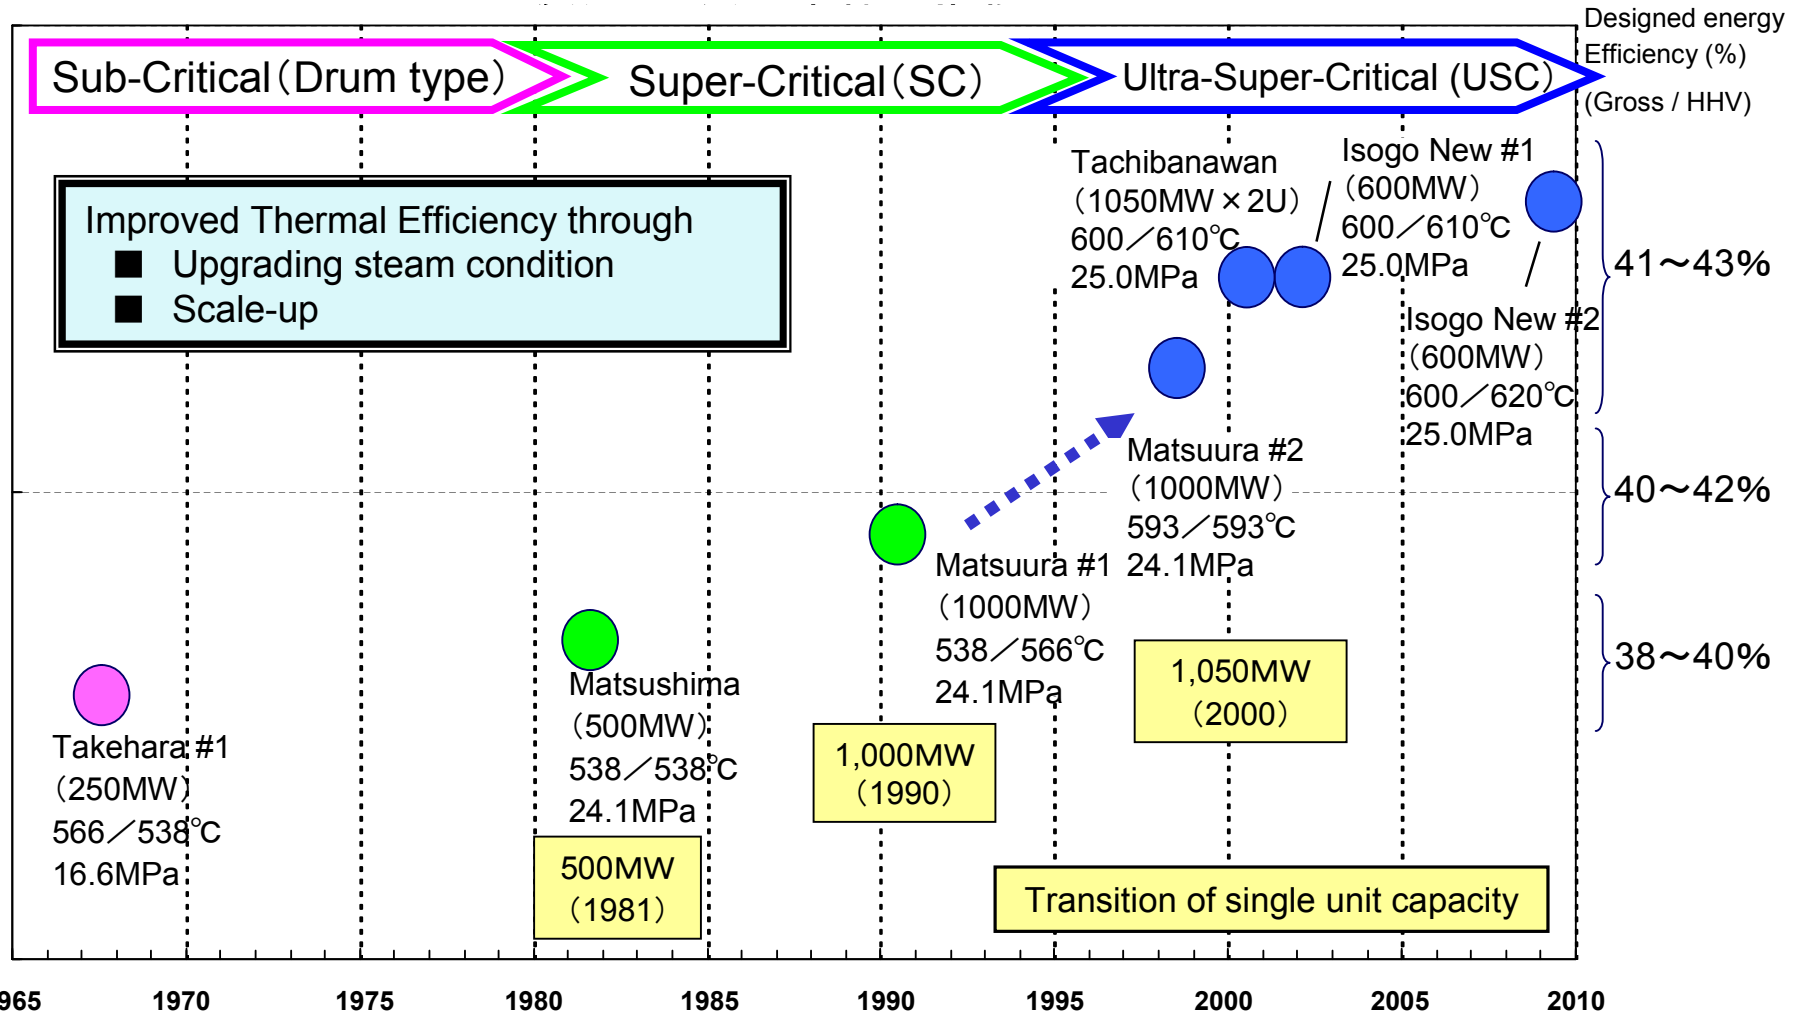 Designed energy
Efficiency (%)
(Gross / HHV)
Sub-Critical（Drum type）
Super-Critical（SC）
Ultra-Super-Critical (USC)
Improved Thermal Efficiency through
■ Upgrading steam condition
■ Scale-up
Tachibanawan
（1050MW×2U）
600／610℃
25.0MPa
Isogo New #1
（600MW）
600／610℃
25.0MPa
Isogo New #2
（600MW）
600／620℃
25.0MPa
41～43%
40～42%
38～40%
Matsuura #2
（1000MW）
593／593℃
24.1MPa
Matsuura #1
（1000MW）
538／566℃
24.1MPa
Matsushima
（500MW）
538／538℃
24.1MPa
Takehara #1
（250MW）
566／538℃
16.6MPa
1,050MW
（2000）
1,000MW
（1990）
500MW
（1981）
Transition of single unit capacity
965 1970 1975 1980 1985 1990 1995 2000 2005 2010